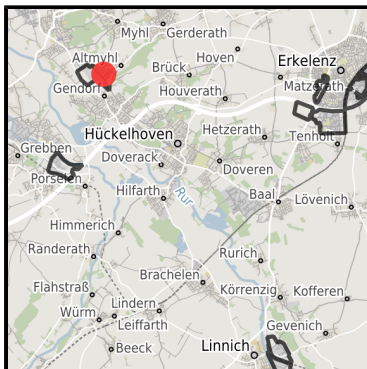 Myhl
Gerderath
Altmyhl
Hoven
Erkelenz
Brück
Gendorf
Houverath
Matzerath
Hückelhoven
Hetzerath
Tenholt
Grebben
Doverack
Doveren
Porselen
Hilfarth
Rur
Baal
Lövenich
Himmerich
Randerath
Rurich
Brachelen
Flahstraß
Körrenzig
Kofferen
Lindern
Würm
Leiffarth
Gevenich
Beeck
Linnich